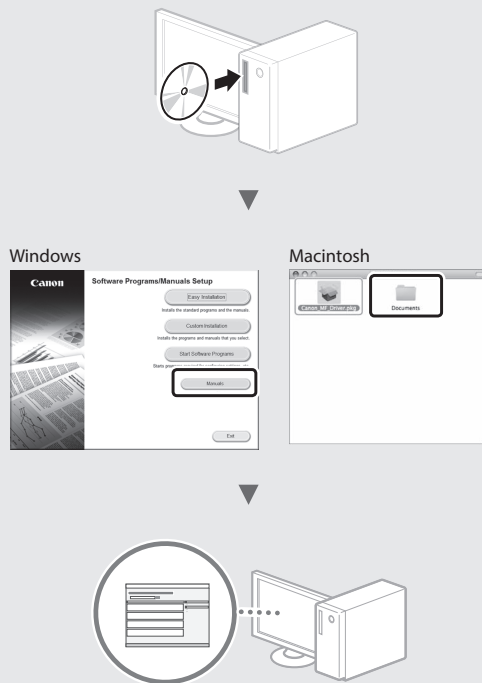 Windows
Macintosh
Canon
Software Programs/Manuals Setup
Easy Installation
Installs the standard programs and the manuals.
Custom Installation
Installs the programs and manuals that you select.
Start Software Programs
Manuals
Exit
Canon_MF_Driver.pkg
Documents